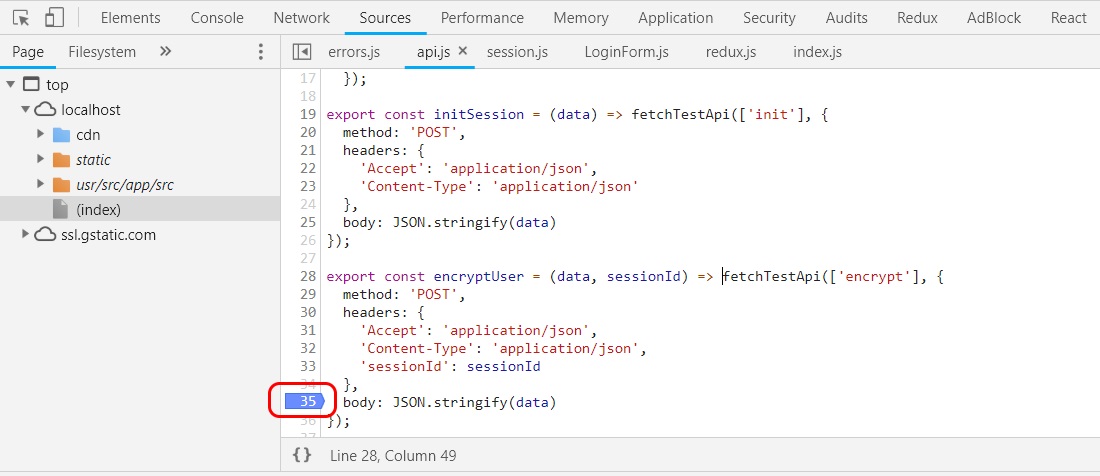 Elements Console Network Sources Performance Memory Application Security Audits Redux AdBlock React
Page Filesystem » errors.js api.js × session.js LoginForm.js redux.js index.js
top
localhost
cdn
static
usr/src/app/src
(index)
ssl.gstatic.com
17 });
18
19 export const initSession = (data) => fetchTestApi(['init'], {
20 method: 'POST',
21 headers: {
22 'Accept': 'application/json',
23 'Content-Type': 'application/json'
24 },
25 body: JSON.stringify(data)
26 });
27
28 export const encryptUser = (data, sessionId) => fetchTestApi(['encrypt'], {
29 method: 'POST',
30 headers: {
31 'Accept': 'application/json',
32 'Content-Type': 'application/json',
33 'sessionId': sessionId
34 },
35 body: JSON.stringify(data)
36 });
37
{} Line 28, Column 49